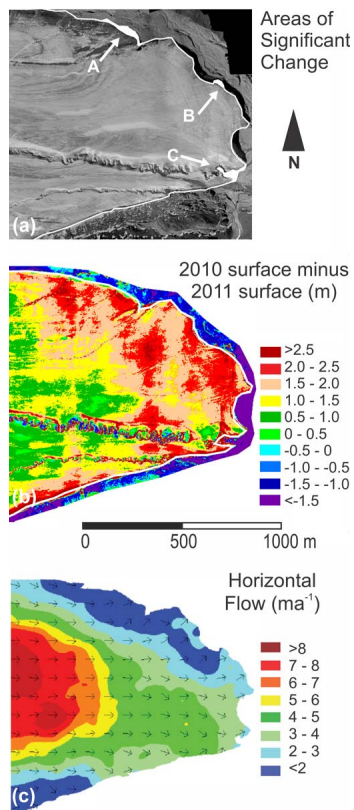 Areas of
Significant
Change
A
B
C
N
(a)
2010 surface minus
2011 surface (m)
>2.5
2.0 - 2.5
1.5 - 2.0
1.0 - 1.5
0.5 - 1.0
0 - 0.5
-0.5 - 0
-1.0 - -0.5
-1.5 - -1.0
<-1.5
(b)
0 500 1000 m
Horizontal
Flow (ma⁻¹)
>8
7 - 8
6 - 7
5 - 6
4 - 5
3 - 4
2 - 3
<2
(c)